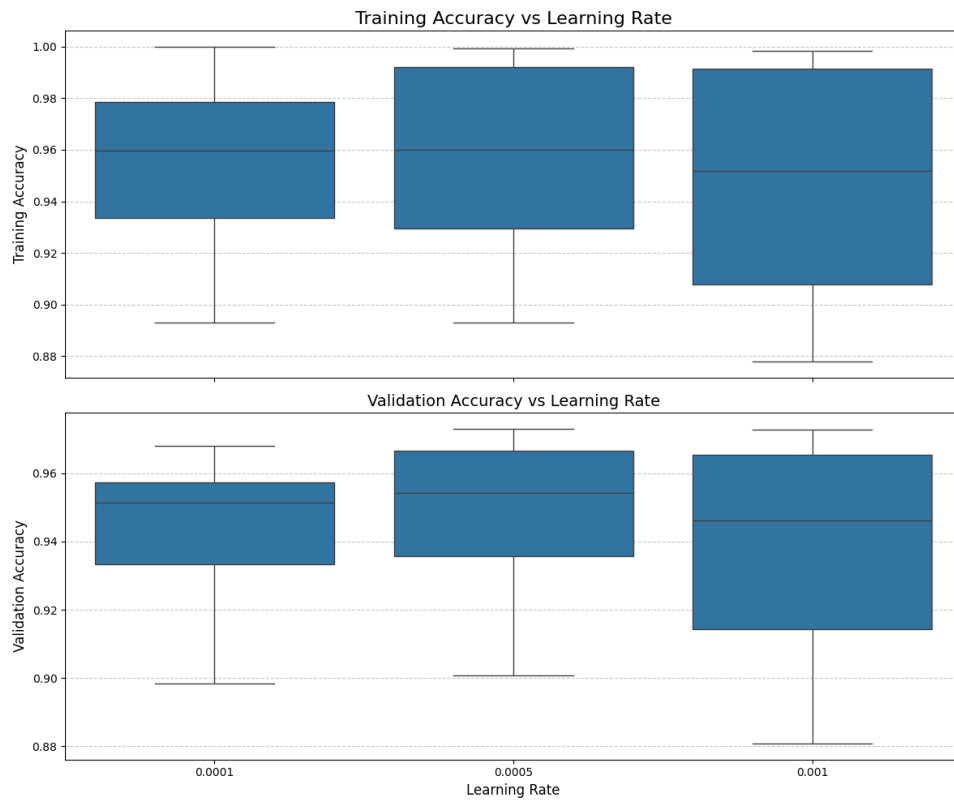 Training Accuracy vs Learning Rate
1.00
0.98
0.96
0.94
0.92
0.90
0.88
Training Accuracy
Validation Accuracy vs Learning Rate
0.96
0.94
0.92
0.90
0.88
Validation Accuracy
0.0001 0.0005 0.001
Learning Rate